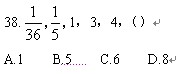 38. 1/36, 1/5, 1, 3, 4, ( )
A.1 B.5 C.6 D.8